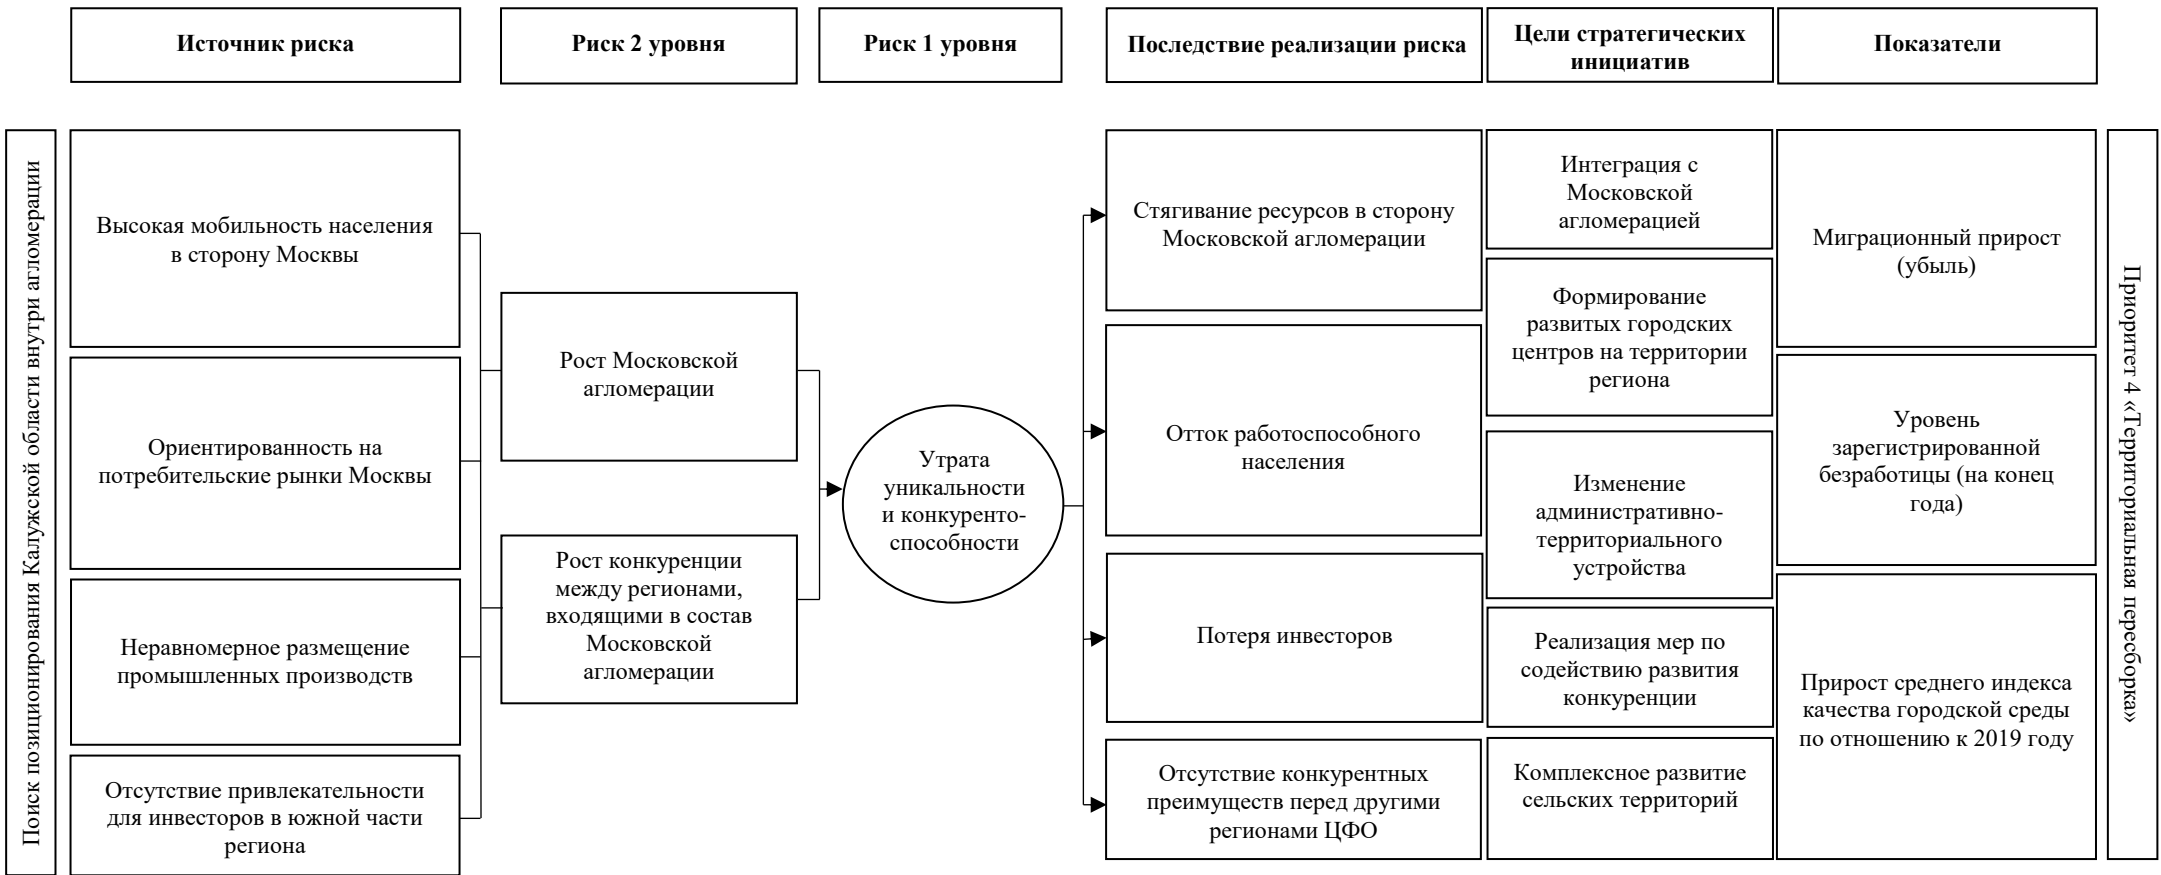 Источник риска
Риск 2 уровня
Риск 1 уровня
Последствие реализации риска
Цели стратегических
инициатив
Показатели
Поиск позиционирования Калужской области внутри агломерации
Высокая мобильность населения
в сторону Москвы
Ориентированность на
потребительские рынки Москвы
Неравномерное размещение
промышленных производств
Отсутствие привлекательности
для инвесторов в южной части
региона
Рост Московской
агломерации
Рост конкуренции
между регионами,
входящими в состав
Московской
агломерации
Утрата
уникальности
и конкуренто-
способности
Стягивание ресурсов в сторону
Московской агломерации
Отток работоспособного
населения
Потеря инвесторов
Отсутствие конкурентных
преимуществ перед другими
регионами ЦФО
Интеграция с
Московской
агломерацией
Формирование
развитых городских
центров на территории
региона
Изменение
административно-
территориального
устройства
Реализация мер по
содействию развития
конкуренции
Комплексное развитие
сельских территорий
Миграционный прирост
(убыль)
Уровень
зарегистрированной
безработицы (на конец
года)
Прирост среднего индекса
качества городской среды
по отношению к 2019 году
Приоритет 4 «Территориальная пересборка»